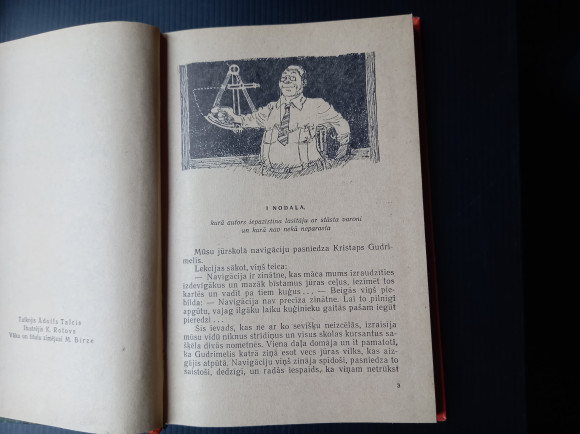 Tulkojis Ādolfs Talcis
Ilustrējis K. Rotovs
Vāku un titulu zīmējusi M. Birze
I NODAĻA,
kurā autors iepazīstina lasītāju ar stāsta varoni
un kurā nav nekā neparasta
Mūsu jūrskolā navigāciju pasniedza Kristaps Gudri-
melis.
Lekcijas sākot, viņš teica:
— Navigācija ir zinātne, kas māca mums izraudzīties
izdevīgākus un mazāk bīstamus jūras ceļus, iezīmēt tos
kartēs un vadīt pa tiem kuģus... — Beigās viņš pie-
bilda: — Navigācija nav precīza zinātne. Lai to pilnīgi
apgūtu, vajag ilgāku laiku kuģinieku gaitās pašam iegūt
pieredzi...
Šis ievads, kas ne ar ko sevišķu neizcēlās, izraisīja
mūsu vidū niknus strīdiņus un visus skolas kursantus sa-
šķēla divās nometnēs. Viena daļa domāja un it pamatoti,
ka Gudrimelis katrā ziņā esot vecs jūras vilks, kas aiz-
gājis atpūtā. Navigāciju viņš zināja spīdoši, pasniedza to
saistoši, dedzīgi, un radās iespaids, ka viņam netrūkst
3